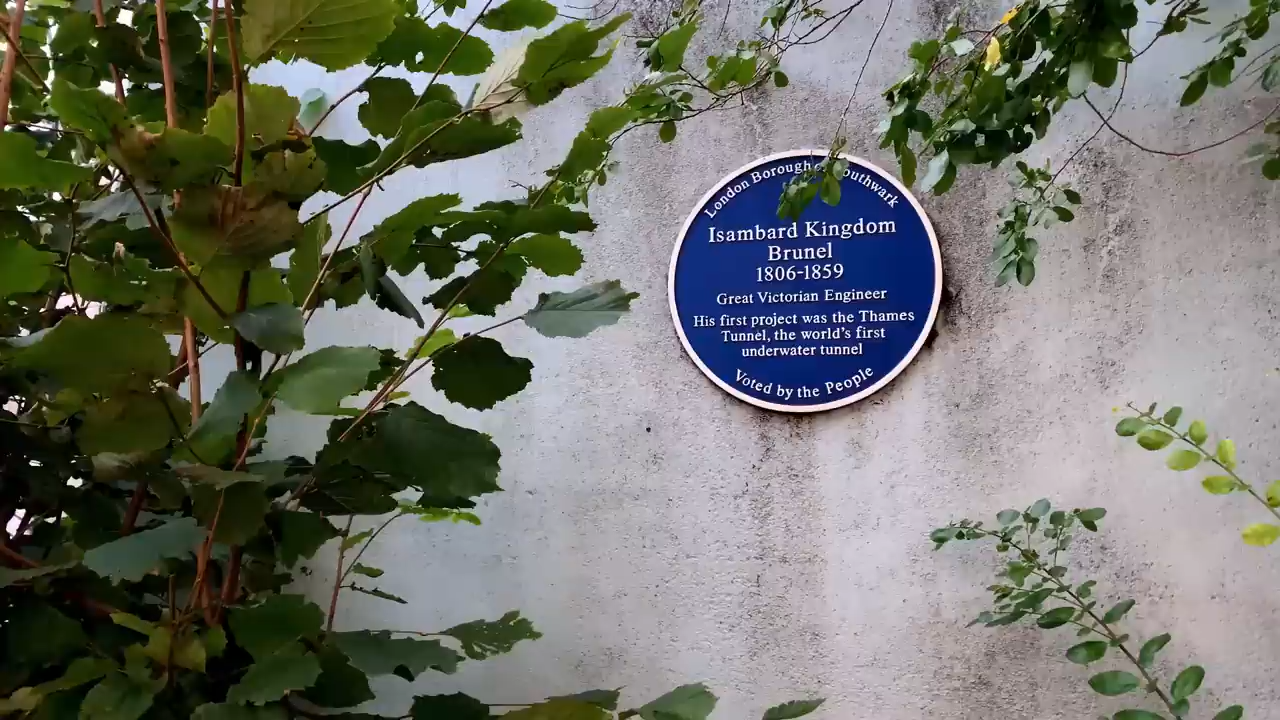 London Borough of Southwark
Isambard Kingdom
Brunel
1806-1859
Great Victorian Engineer
His first project was the Thames
Tunnel, the world's first
underwater tunnel
Voted by the People